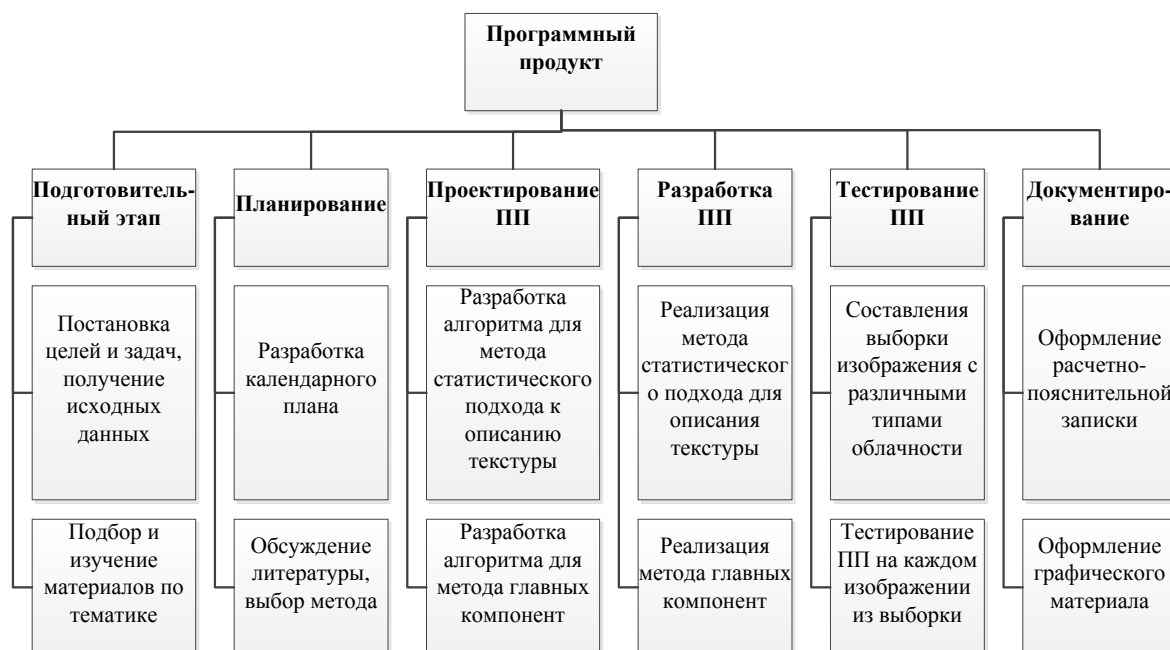 Программный
продукт
Подготовитель-
ный этап
Планирование
Проектирование
ПП
Разработка
ПП
Тестирование
ПП
Документиро-
вание
Постановка
целей и задач,
получение
исходных
данных
Разработка
календарного
плана
Разработка
алгоритма для
метода
статистического
подхода к
описанию
текстуры
Реализация
метода
статистическог
о подхода для
описания
текстуры
Составления
выборки
изображения с
различными
типами
облачности
Оформление
расчетно-
пояснительной
записки
Подбор и
изучение
материалов по
тематике
Обсуждение
литературы,
выбор метода
Разработка
алгоритма для
метода главных
компонент
Реализация
метода главных
компонент
Тестирование
ПП на каждом
изображении
из выборки
Оформление
графического
материала